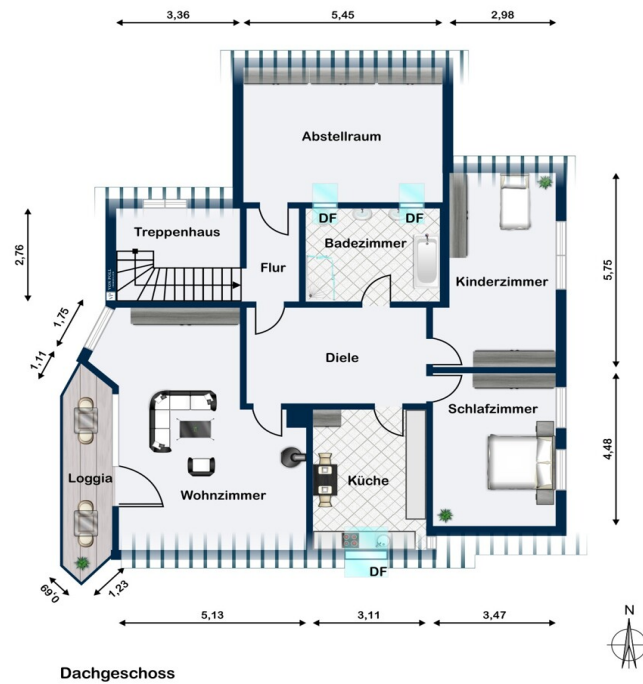 3,36
5,45
2,98
Abstellraum
DF
DF
Treppenhaus
Badezimmer
2,76
Flur
Kinderzimmer
5,75
1,75
1,11
Diele
Schlafzimmer
4,48
Loggia
Wohnzimmer
Küche
0,69
1,23
DF
5,13
3,11
3,47
N
Dachgeschoss